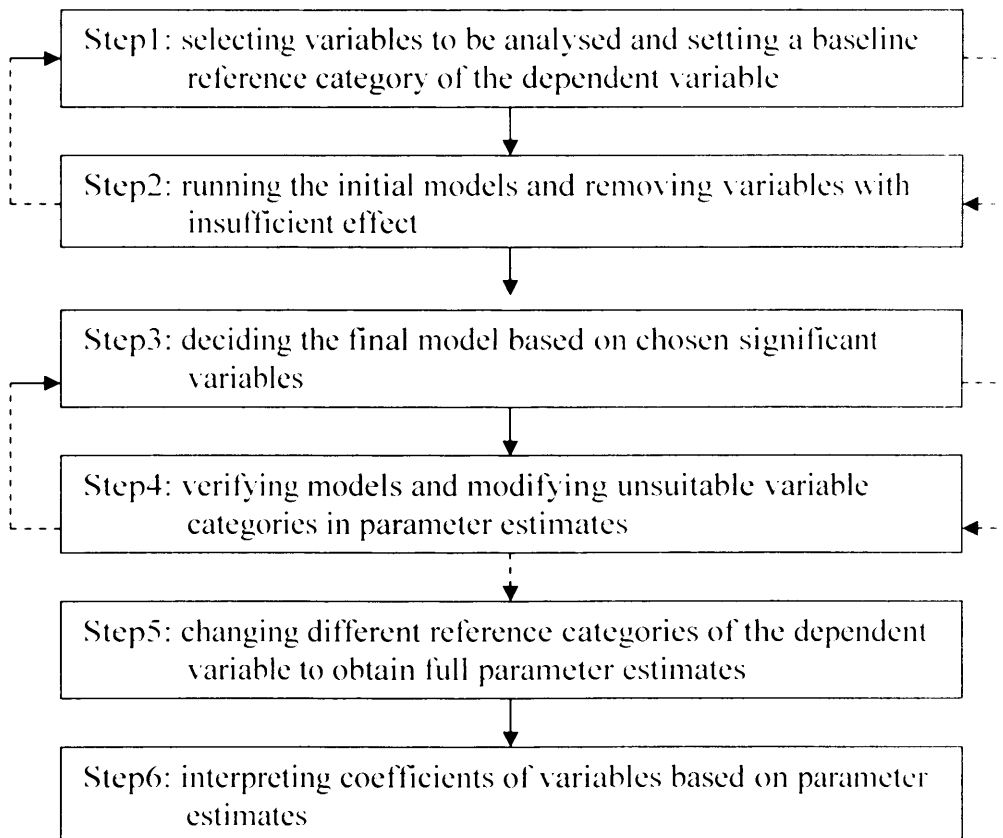 Step1: selecting variables to be analysed and setting a baseline
reference category of the dependent variable
Step2: running the initial models and removing variables with
insufficient effect
Step3: deciding the final model based on chosen significant
variables
Step4: verifying models and modifying unsuitable variable
categories in parameter estimates
Step5: changing different reference categories of the dependent
variable to obtain full parameter estimates
Step6: interpreting coefficients of variables based on parameter
estimates